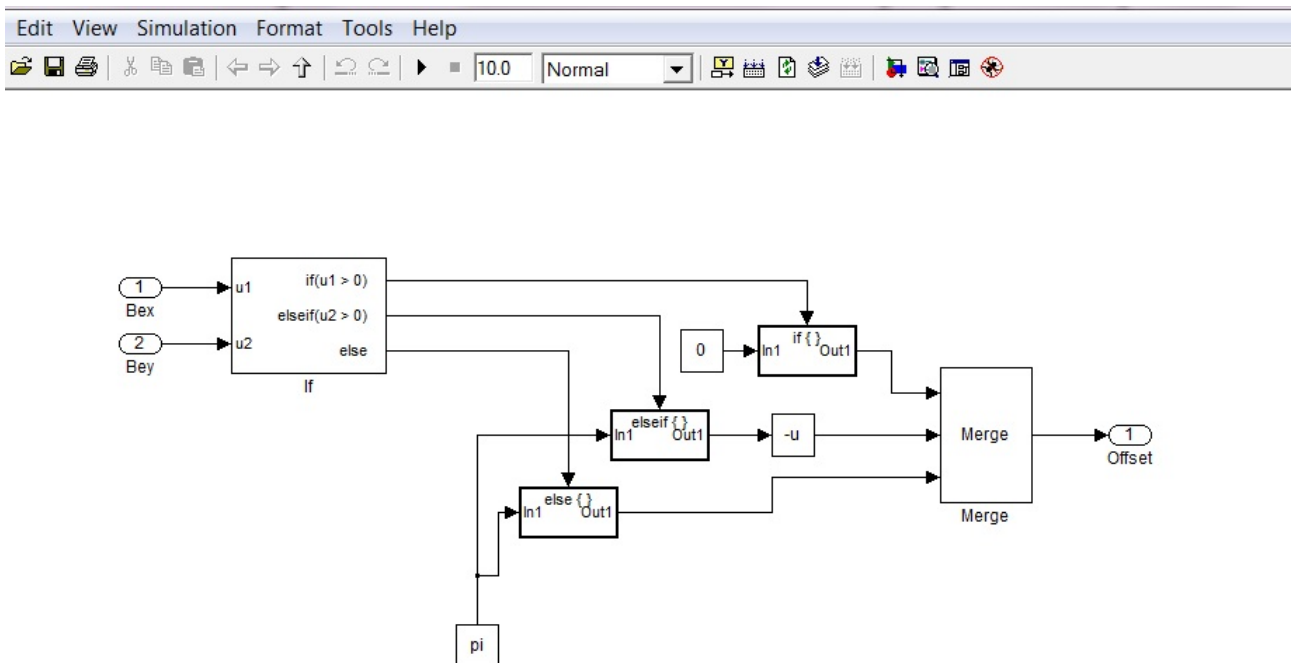 Edit View Simulation Format Tools Help
10.0 Normal
1
Bex
2
Bey
u1
u2
if(u1 > 0)
elseif(u2 > 0)
else
If
0
In1
if { }
Out1
In1
elseif { }
Out1
-u
In1
else { }
Out1
pi
Merge
Merge
1
Offset